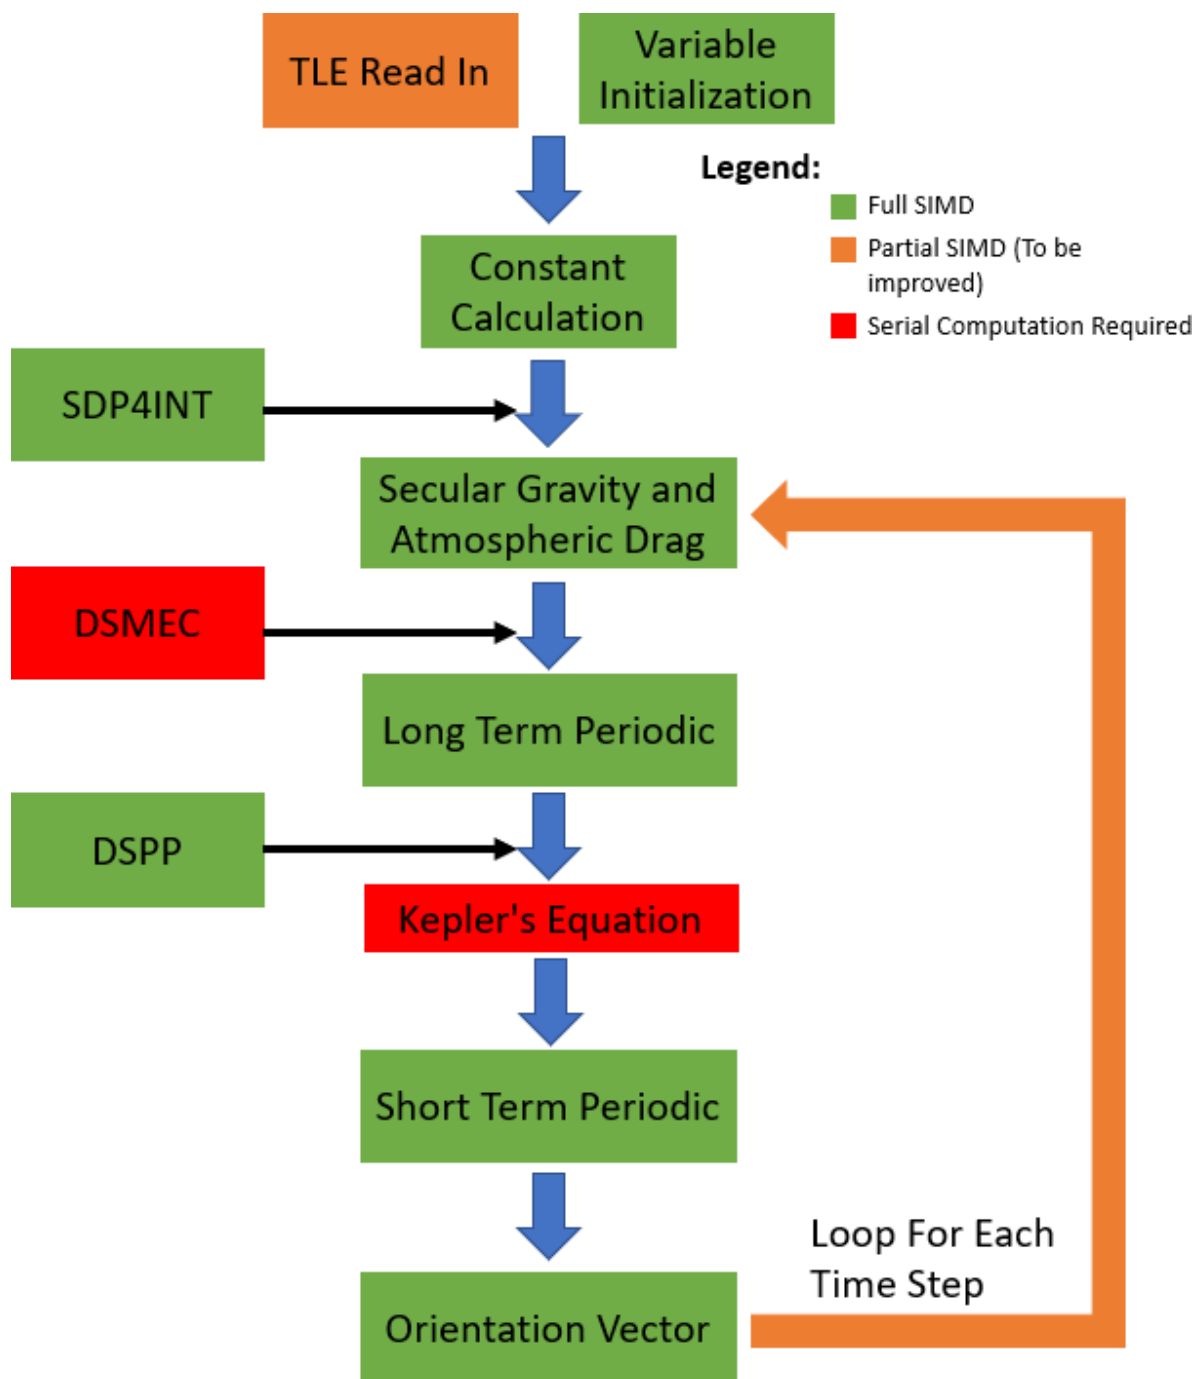 TLE Read In
Variable
Initialization
Legend:
Full SIMD
Partial SIMD (To be
improved)
Serial Computation Required
Constant
Calculation
SDP4INT
Secular Gravity and
Atmospheric Drag
DSMEC
Long Term Periodic
DSPP
Kepler's Equation
Short Term Periodic
Loop For Each
Time Step
Orientation Vector